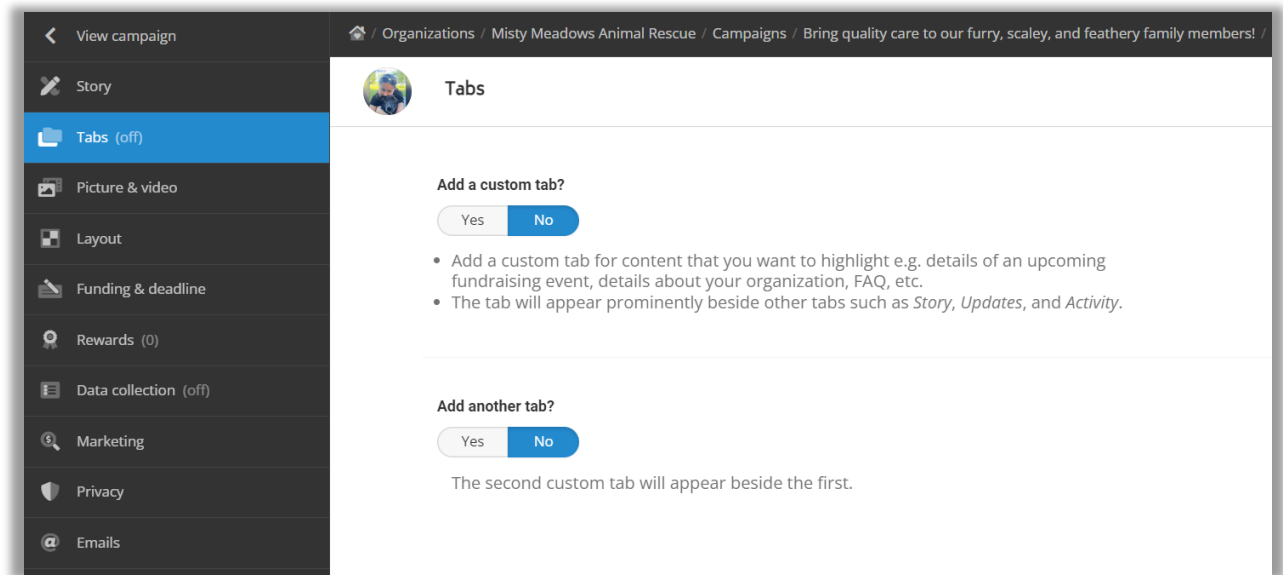 View campaign
/ Organizations / Misty Meadows Animal Rescue / Campaigns / Bring quality care to our furry, scaley, and feathery family members! /
Story
Tabs (off)
Picture & video
Layout
Funding & deadline
Rewards (0)
Data collection (off)
Marketing
Privacy
Emails
Tabs
Add a custom tab?
Yes No
• Add a custom tab for content that you want to highlight e.g. details of an upcoming
fundraising event, details about your organization, FAQ, etc.
• The tab will appear prominently beside other tabs such as Story, Updates, and Activity.
Add another tab?
Yes No
The second custom tab will appear beside the first.